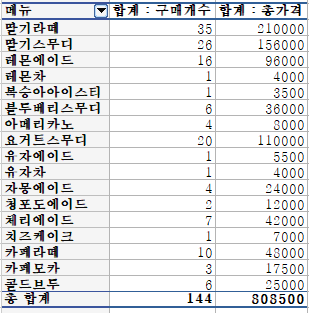 메뉴 합계 : 구매개수 합계 : 총가격
딸기라떼 35 210000
딸기스무디 26 156000
레몬에이드 16 96000
레몬차 1 4000
복숭아아이스티 1 3500
블루베리스무디 6 36000
아메리카노 4 8000
요거트스무디 20 110000
유자에이드 1 5500
유자차 1 4000
자몽에이드 4 24000
청포도에이드 2 12000
체리에이드 7 42000
치즈케이크 1 7000
카페라떼 10 48000
카페모카 3 17500
콜드브루 6 25000
총 합계 144 808500